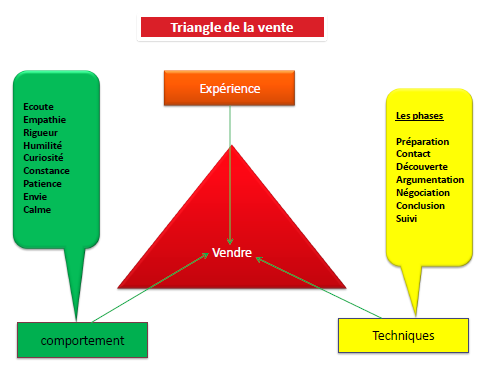 Triangle de la vente
Expérience
Ecoute
Empathie
Rigueur
Humilité
Curiosité
Constance
Patience
Envie
Calme
Les phases
Préparation
Contact
Découverte
Argumentation
Négociation
Conclusion
Suivi
Vendre
comportement
Techniques